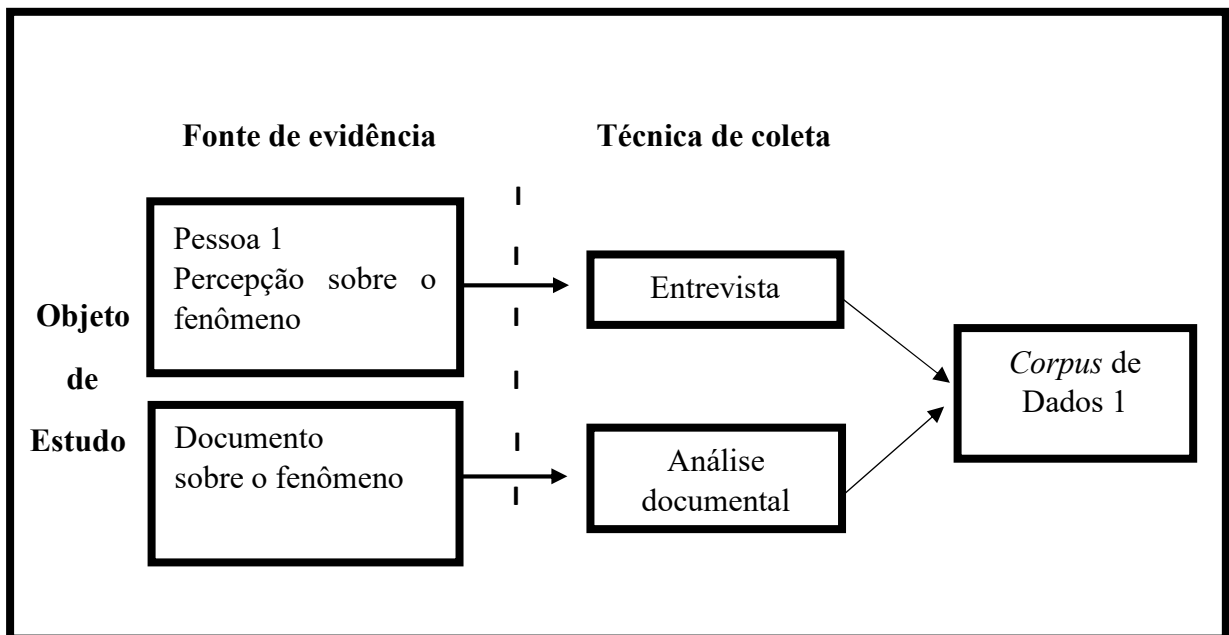 Fonte de evidência
Técnica de coleta
Objeto
de
Estudo
Pessoa 1
Percepção sobre o
fenômeno
Entrevista
Documento
sobre o fenômeno
Análise
documental
Corpus de
Dados 1